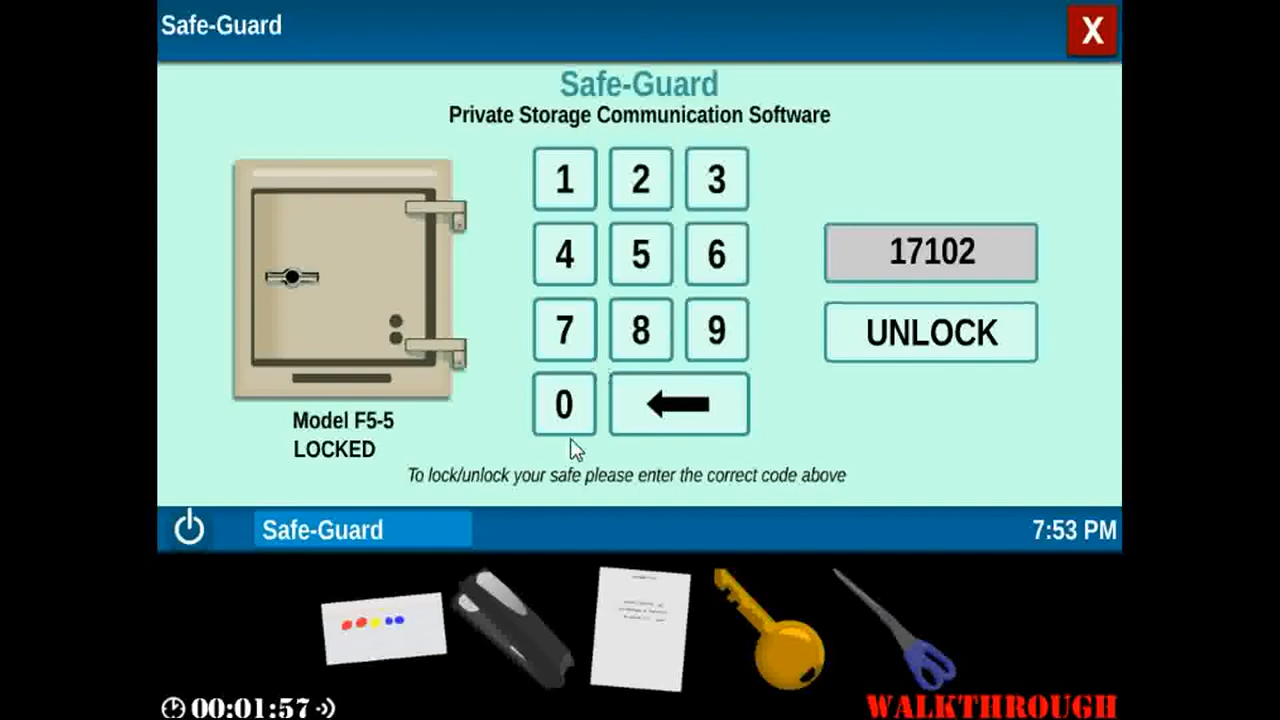 Safe-Guard
X
Safe-Guard
Private Storage Communication Software
1 2 3
4 5 6
7 8 9
0
17102
UNLOCK
Model F5-5
LOCKED
To lock/unlock your safe please enter the correct code above
Safe-Guard
7:53 PM
00:01:57
WALKTHROUGH